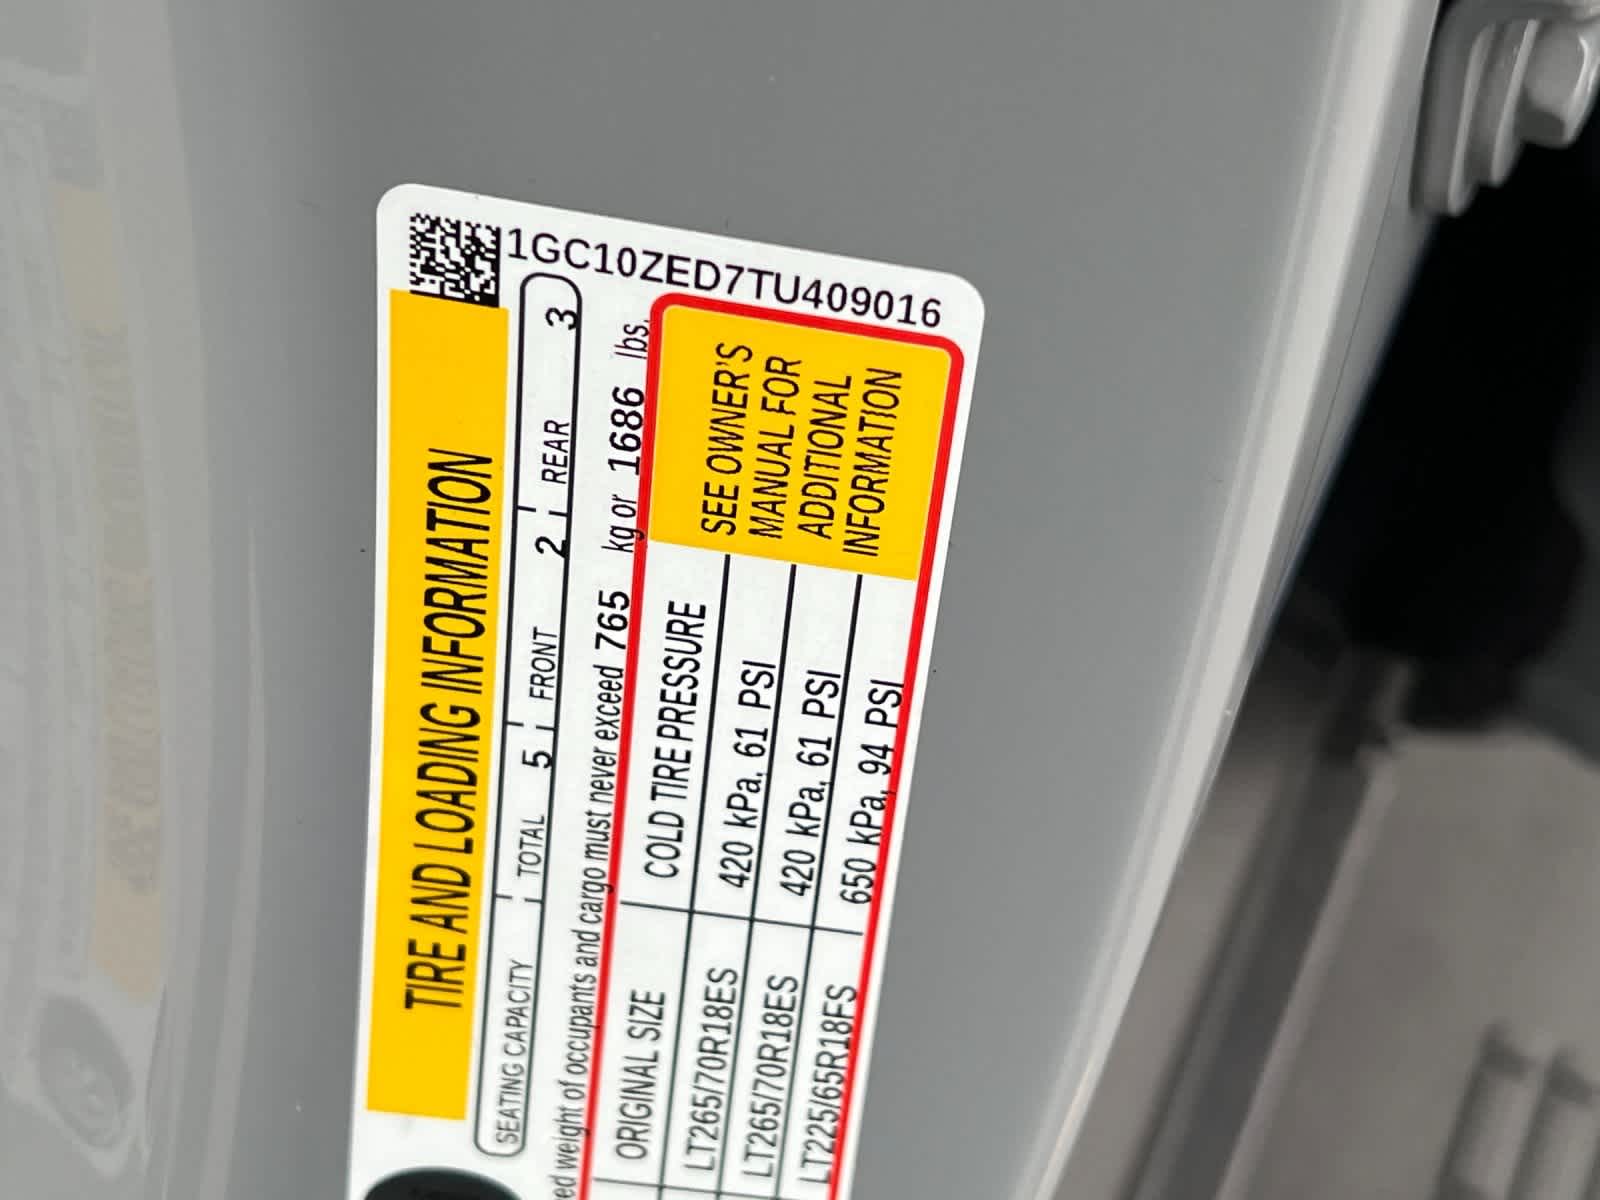 1GC10ZED7TU409016
TIRE AND LOADING INFORMATION
SEATING CAPACITY TOTAL 5 FRONT 2 REAR 3
weight of occupants and cargo must never exceed 765 kg or 1686 lbs.
ORIGINAL SIZE COLD TIRE PRESSURE
LT265/70R18ES 420 kPa, 61 PSI
LT265/70R18ES 420 kPa, 61 PSI
LT225/65R18FS 650 kPa, 94 PSI
SEE OWNER'S
MANUAL FOR
ADDITIONAL
INFORMATION